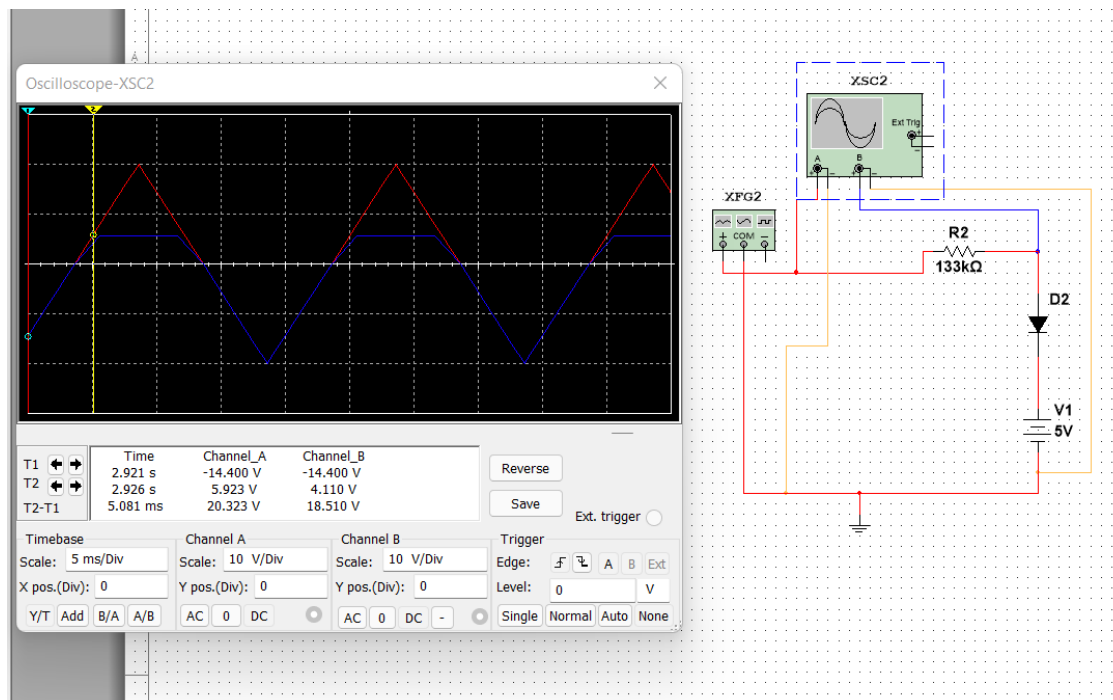 A
Oscilloscope-XSC2
1
2
T1
T2
T2-T1
Time Channel_A Channel_B
2.921 s -14.400 V -14.400 V
2.926 s 5.923 V 4.110 V
5.081 ms 20.323 V 18.510 V
Reverse
Save
Ext. trigger
Timebase
Scale: 5 ms/Div
X pos.(Div): 0
Y/T Add B/A A/B
Channel A
Scale: 10 V/Div
Y pos.(Div): 0
AC 0 DC
Channel B
Scale: 10 V/Div
Y pos.(Div): 0
AC 0 DC -
Trigger
Edge: A B Ext
Level: 0 V
Single Normal Auto None
XSC2
Ext Trig
+
-
A B
+ - + -
XFG2
+ COM -
R2
133kΩ
D2
V1
5V